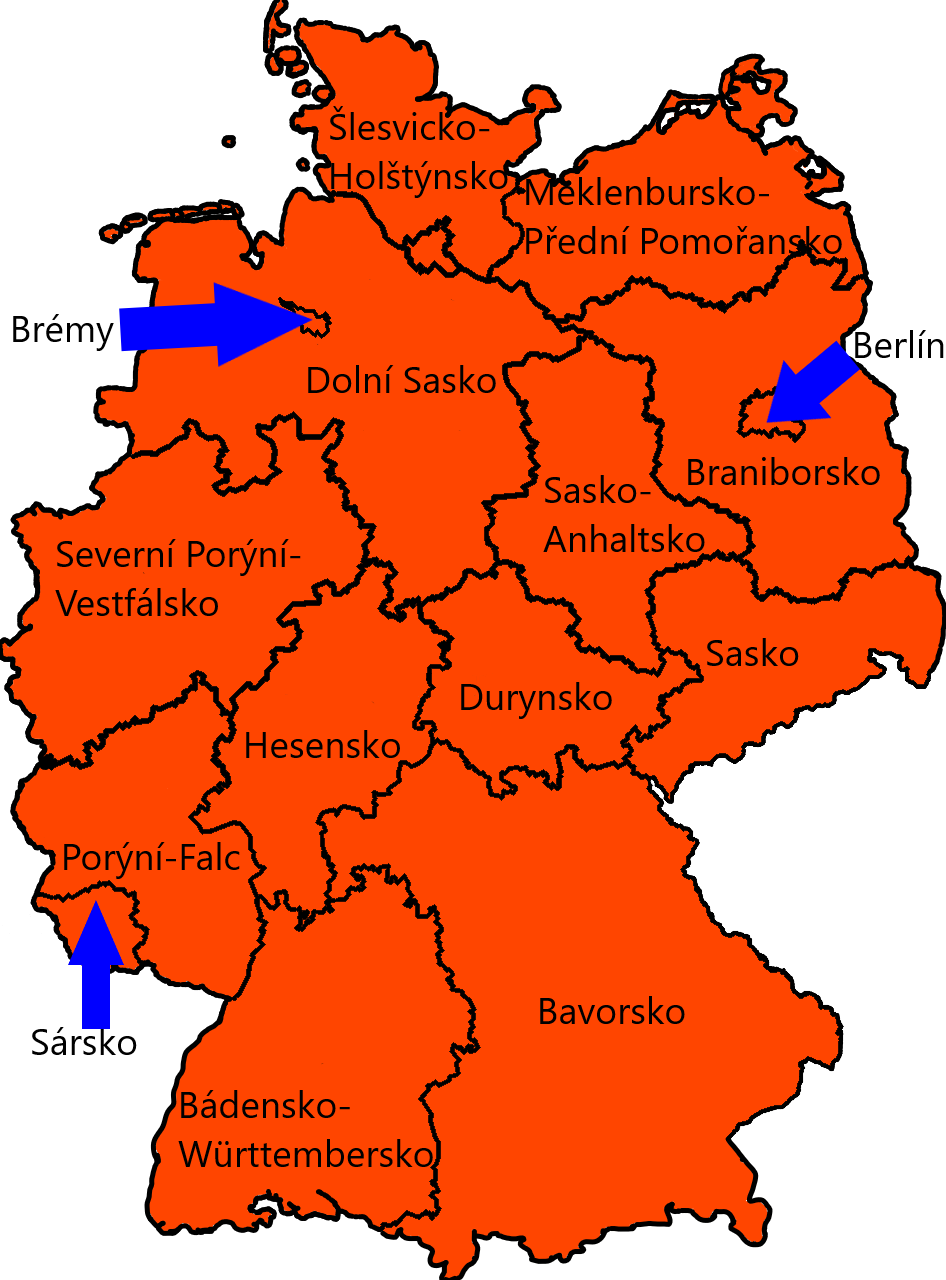 Šlesvicko-
Holštýnsko
Meklenbursko-
Přední Pomořansko
Brémy
Berlín
Dolní Sasko
Braniborsko
Sasko-
Anhaltsko
Severní Porýní-
Vestfálsko
Sasko
Durynsko
Hesensko
Porýní-Falc
Bavorsko
Sársko
Bádensko-
Württembersko